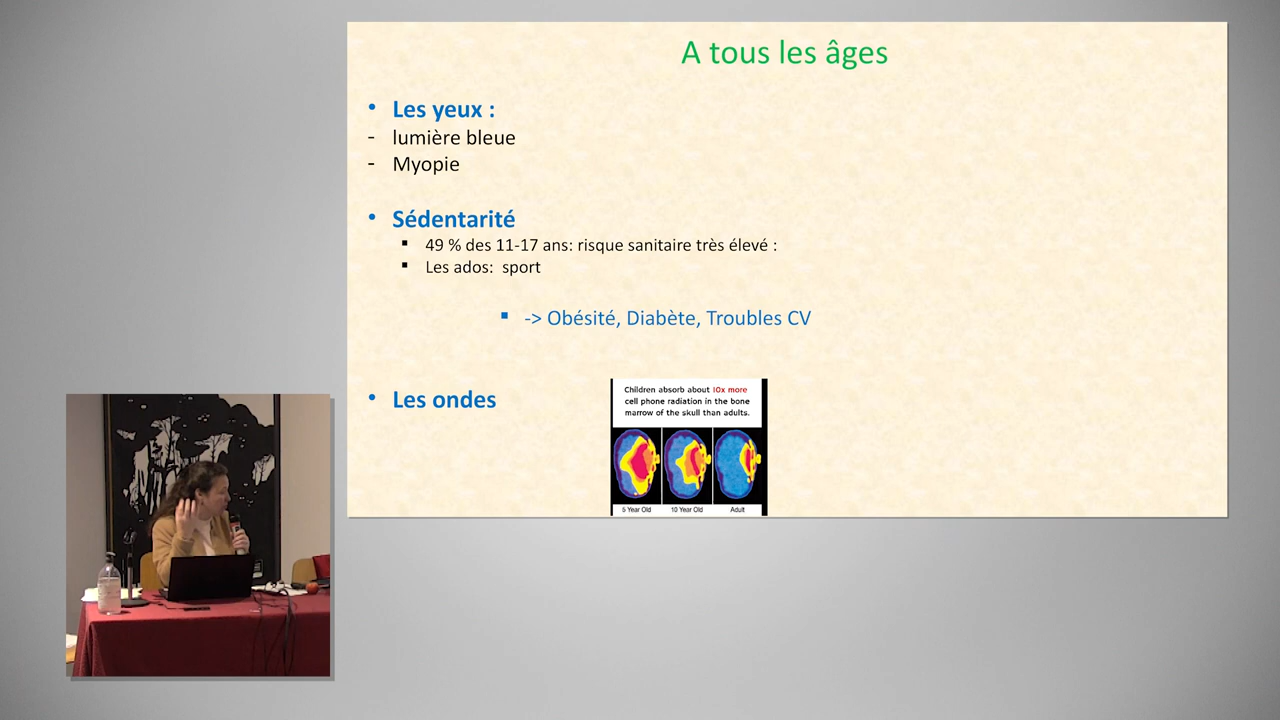 A tous les âges
• Les yeux :
- lumière bleue
- Myopie
• Sédentarité
▪ 49 % des 11-17 ans: risque sanitaire très élevé :
▪ Les ados: sport
▪ -> Obésité, Diabète, Troubles CV
• Les ondes
Children absorb about 10x more
cell phone radiation in the bone
marrow of the skull than adults.
5 Year Old 10 Year Old Adult